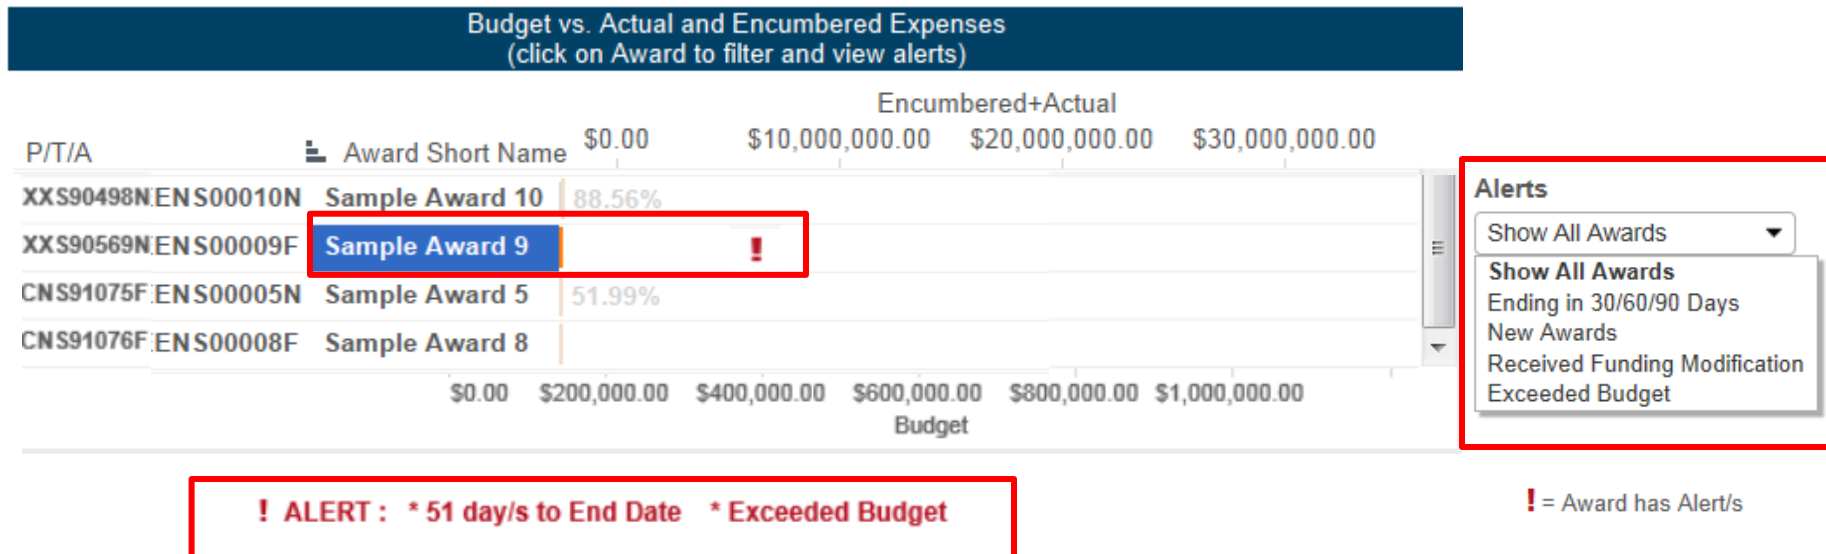 Budget vs. Actual and Encumbered Expenses
(click on Award to filter and view alerts)
Encumbered+Actual
P/T/A Award Short Name $0.00 $10,000,000.00 $20,000,000.00 $30,000,000.00
XXS90498N ENS00010N Sample Award 10 88.56%
XXS90569N ENS00009F Sample Award 9 !
CNS91075F ENS00005N Sample Award 5 51.99%
CNS91076F ENS00008F Sample Award 8
$0.00 $200,000.00 $400,000.00 $600,000.00 $800,000.00 $1,000,000.00
Budget
Alerts
Show All Awards
Show All Awards
Ending in 30/60/90 Days
New Awards
Received Funding Modification
Exceeded Budget
! ALERT : * 51 day/s to End Date * Exceeded Budget
! = Award has Alert/s